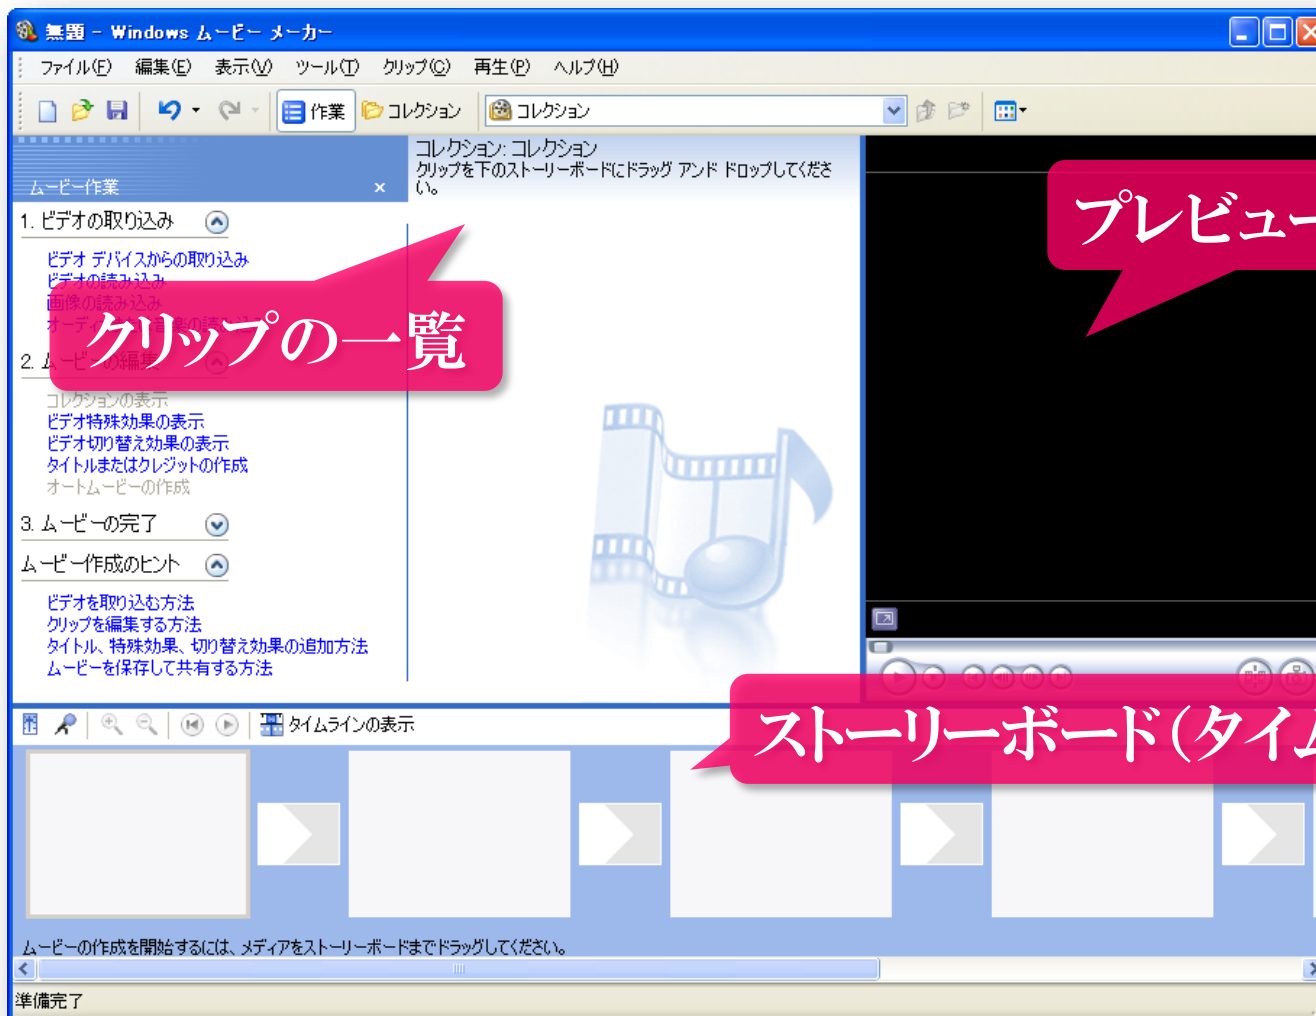 無題 - Windows ムービー メーカー
ファイル(F) 編集(E) 表示(V) ツール(T) クリップ(C) 再生(P) ヘルプ(H)
作業 コレクション コレクション
ムービー作業
コレクション: コレクション
クリップを下のストーリーボードにドラッグ アンド ドロップしてくださ
い。
プレビュー
1. ビデオの取り込み
ビデオ デバイスからの取り込み
ビデオの読み込み
画像の読み込み
クリップの一覧
2. ムービーの編集
コレクションの表示
ビデオ特殊効果の表示
ビデオ切り替え効果の表示
タイトルまたはクレジットの作成
オートムービーの作成
3. ムービーの完了
ムービー作成のヒント
ビデオを取り込む方法
クリップを編集する方法
タイトル、特殊効果、切り替え効果の追加方法
ムービーを保存して共有する方法
タイムラインの表示
ストーリーボード(タイム
ムービーの作成を開始するには、メディアをストーリーボードまでドラッグしてください。
準備完了